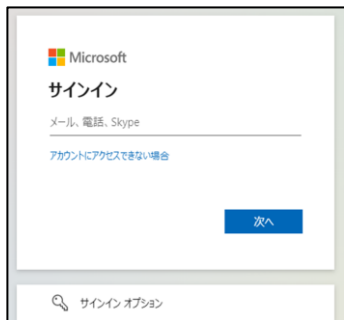 Microsoft
サインイン
メール、電話、Skype
アカウントにアクセスできない場合
次へ
サインイン オプション